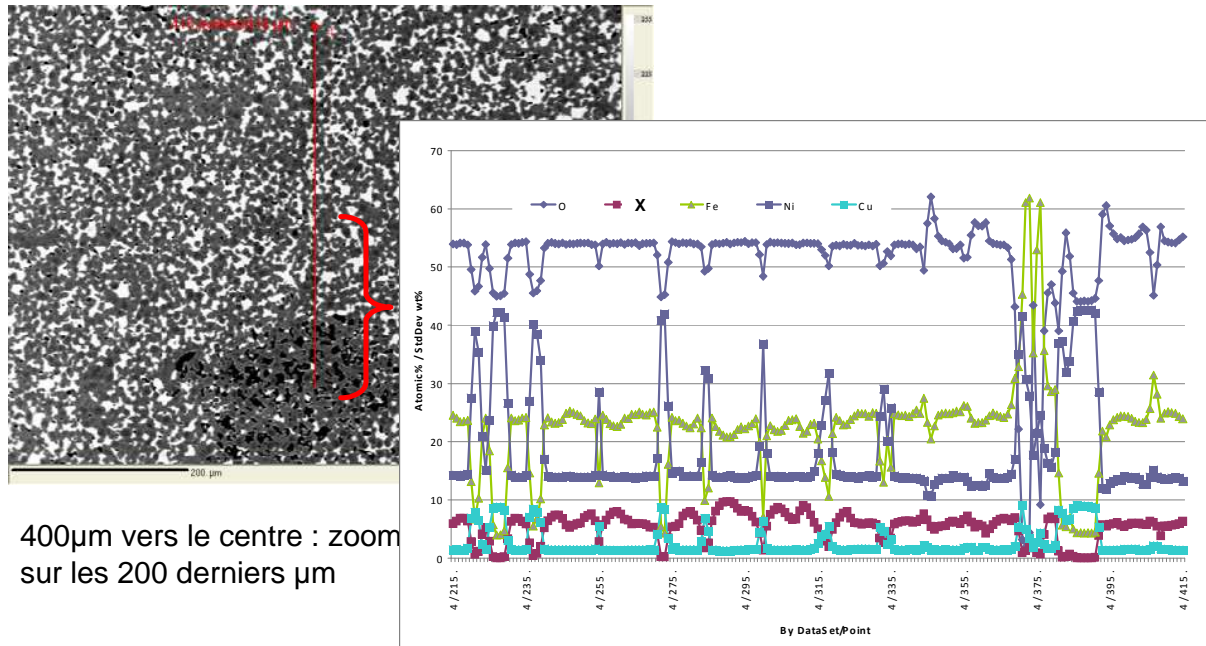 255
223
200. µm
400µm vers le centre : zoom
sur les 200 derniers µm
70
60
50
40
30
20
10
0
Atomic% / StdDev wt%
O X Fe Ni Cu
4 / 215 .
4 / 235 .
4 / 255 .
4 / 275 .
4 / 295 .
4 / 315 .
4 / 335 .
4 / 355 .
4 / 375 .
4 / 395 .
4 / 415 .
By DataSet/Point